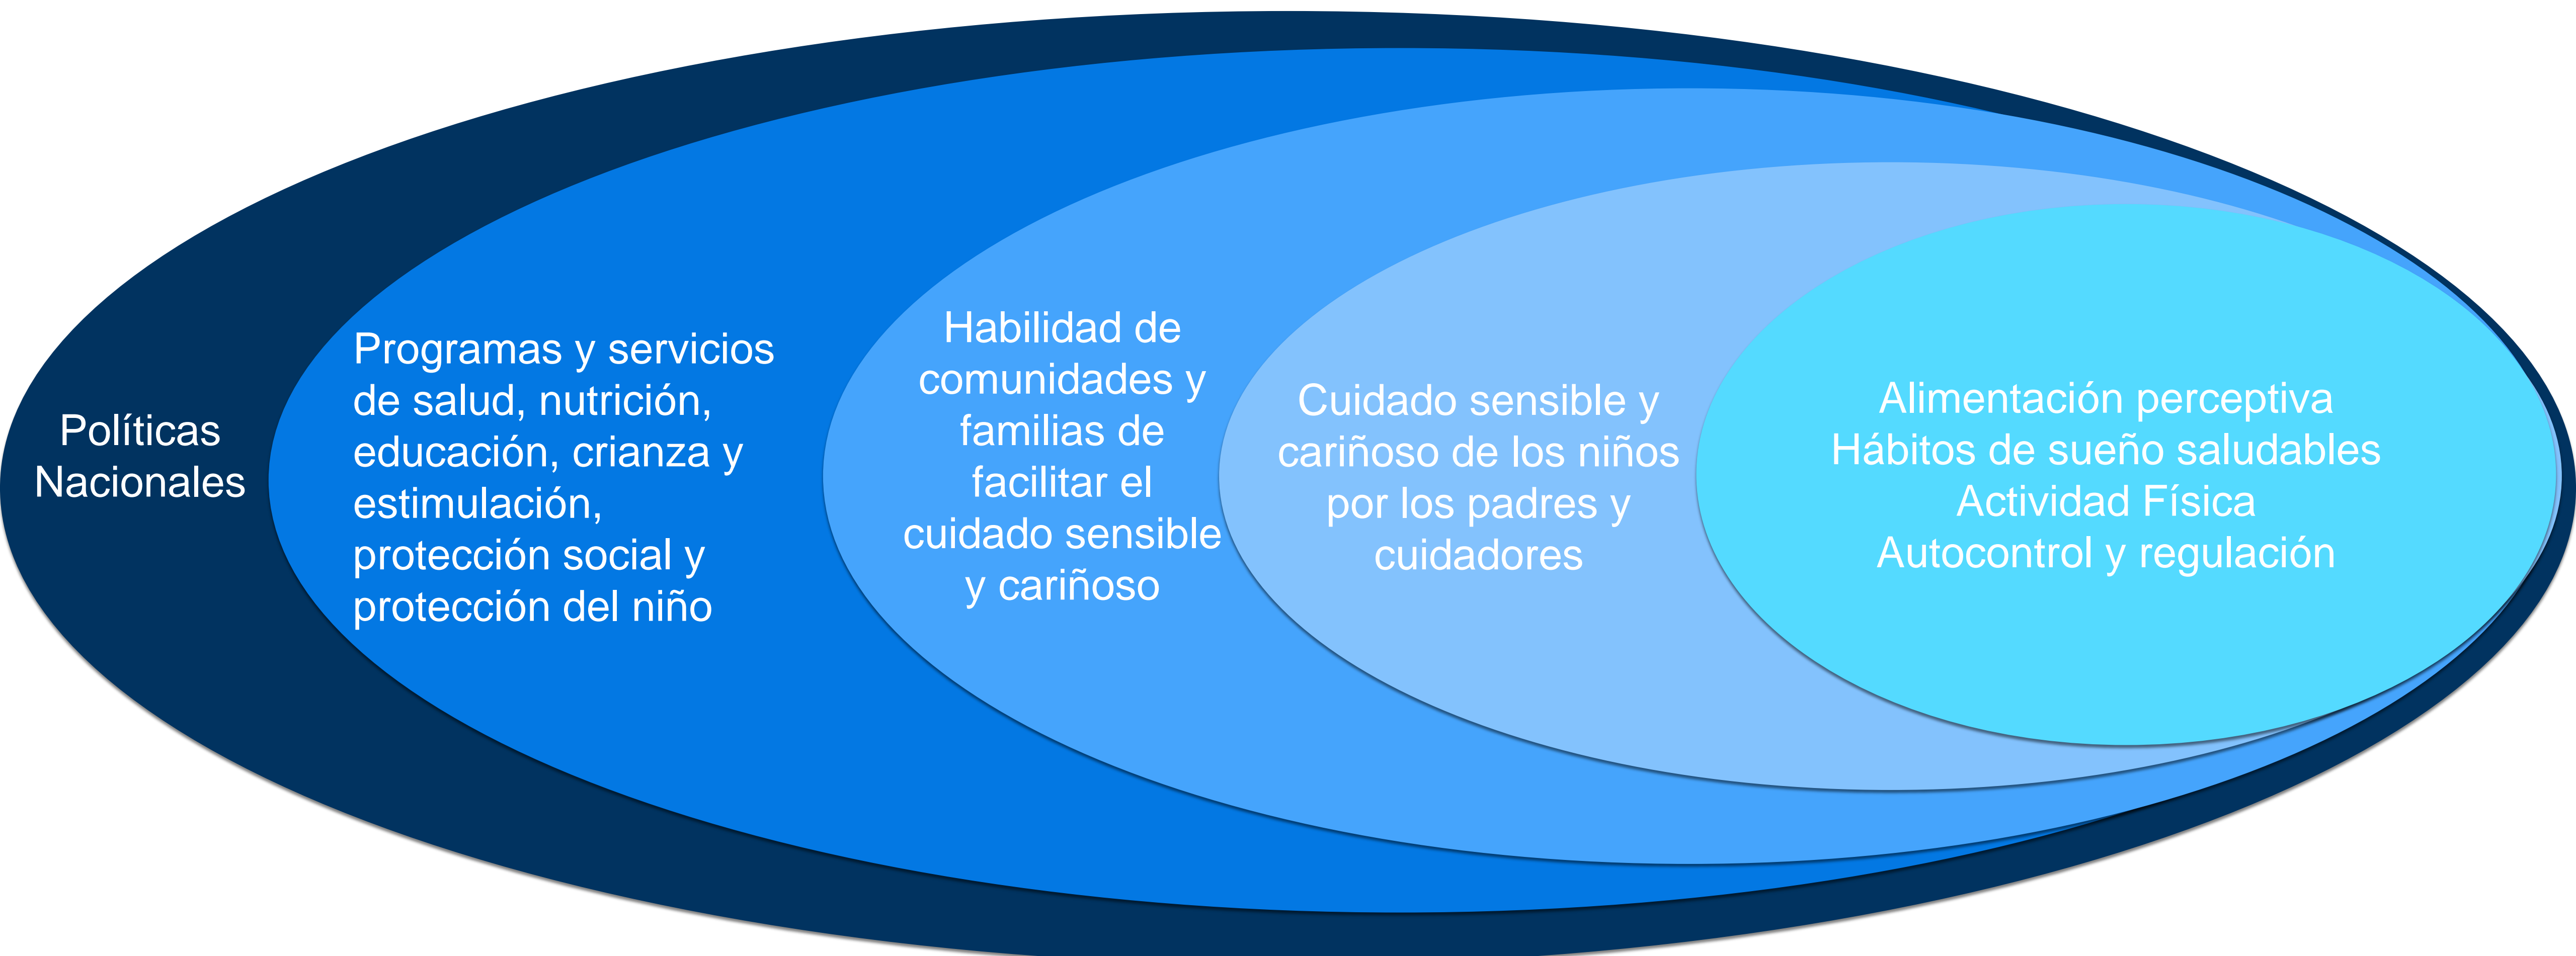 Políticas
Nacionales
Programas y servicios
de salud, nutrición,
educación, crianza y
estimulación,
protección social y
protección del niño
Habilidad de
comunidades y
familias de
facilitar el
cuidado sensible
y cariñoso
Cuidado sensible y
cariñoso de los niños
por los padres y
cuidadores
Alimentación perceptiva
Hábitos de sueño saludables
Actividad Física
Autocontrol y regulación